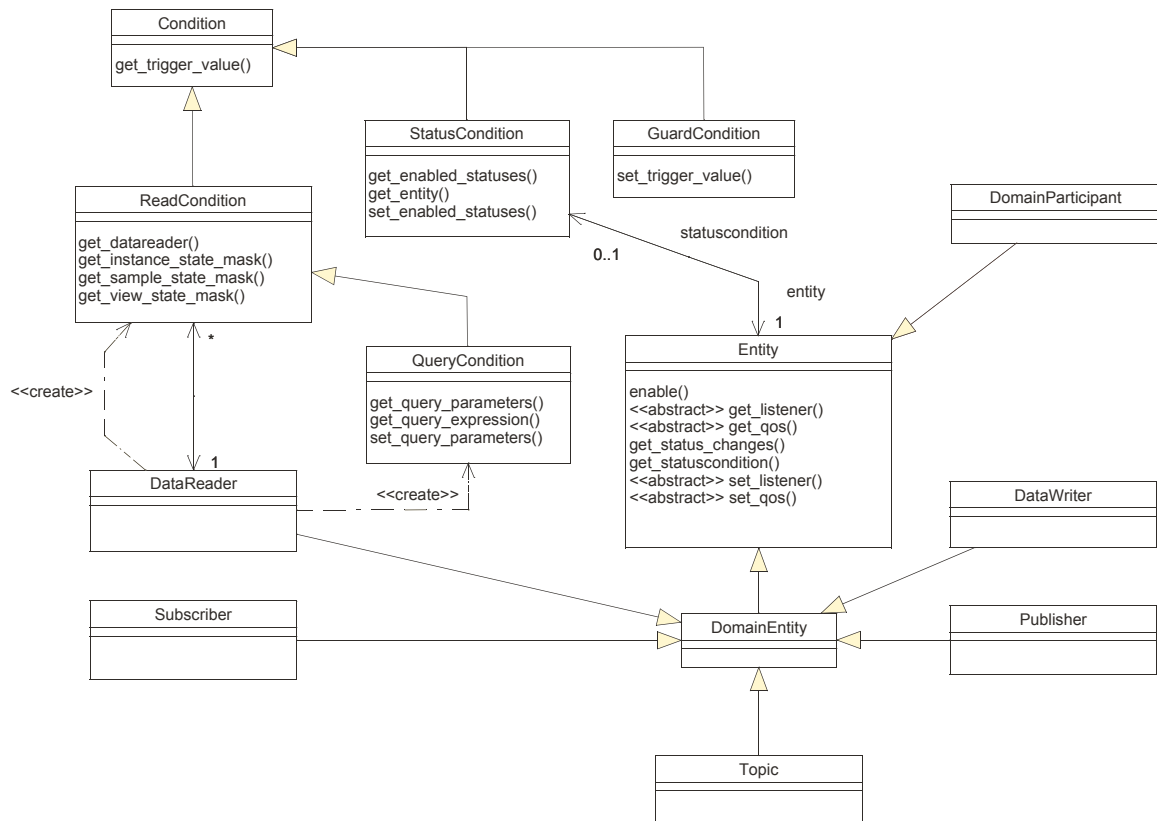 Condition
get_trigger_value()
StatusCondition
get_enabled_statuses()
get_entity()
set_enabled_statuses()
GuardCondition
set_trigger_value()
ReadCondition
get_datareader()
get_instance_state_mask()
get_sample_state_mask()
get_view_state_mask()
DomainParticipant
statuscondition
0..1
entity
1
*
<<create>>
QueryCondition
get_query_parameters()
get_query_expression()
set_query_parameters()
Entity
enable()
<<abstract>> get_listener()
<<abstract>> get_qos()
get_status_changes()
get_statuscondition()
<<abstract>> set_listener()
<<abstract>> set_qos()
1
DataReader
<<create>>
DataWriter
Subscriber
DomainEntity
Publisher
Topic